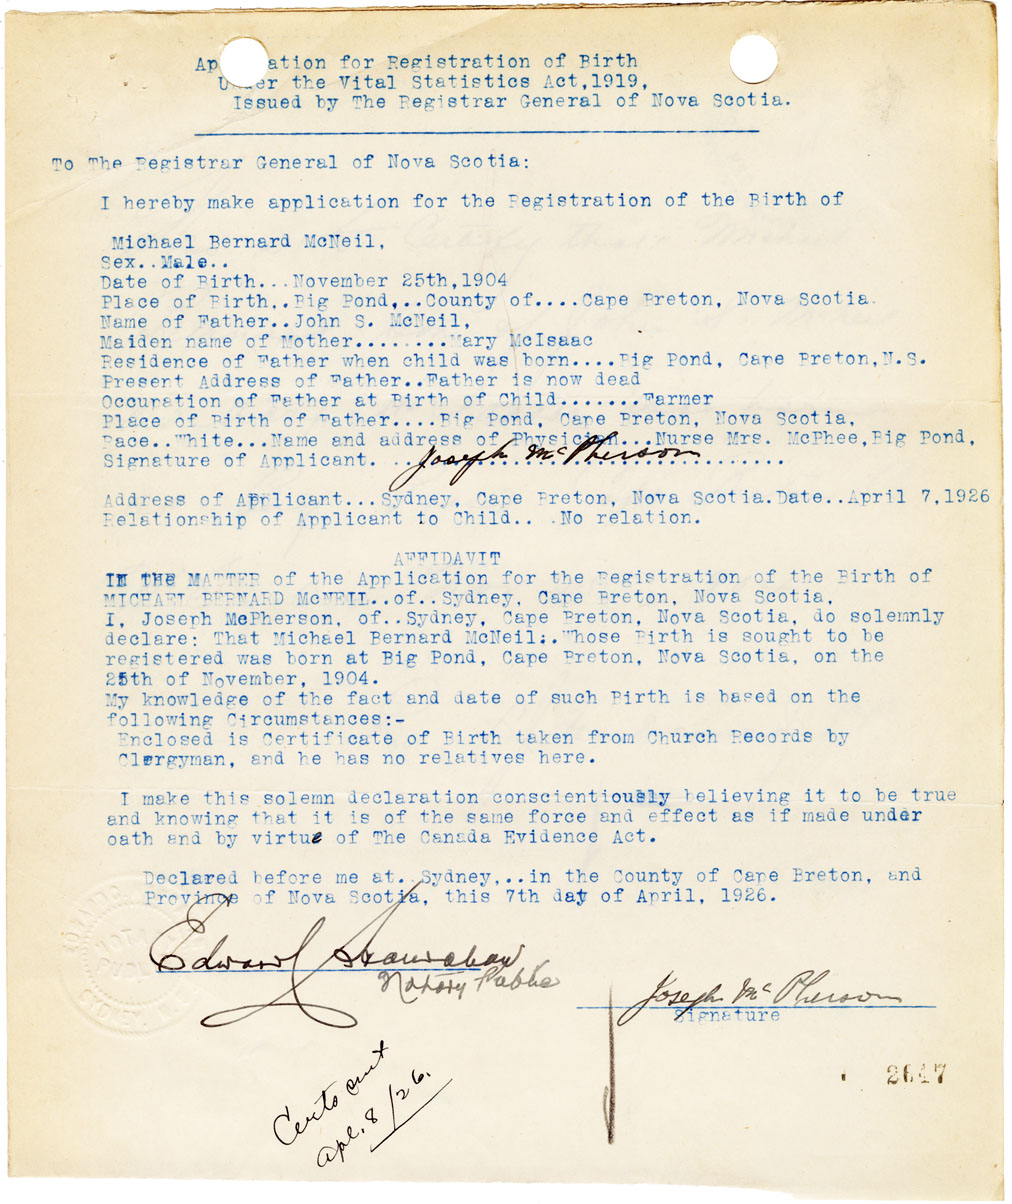 Ap  ation for Registration of Birth
U der the Vital Statistics Act,1919,
Issued by The Registrar General of Nova Scotia.
To The Registrar General of Nova Scotia:
I hereby make application for the Registration of the Birth of
Michael Bernard McNeil,
Sex..Male..
Date of Birth...November 25th,1904
Place of Birth..Big Pond,..County of....Cape Breton, Nova Scotia.
Name of Father..John S. McNeil,
Maiden name of Mother........Mary McIsaac
Residence of Father when child was born....Big Pond, Cape Breton,N.S.
Present Address of Father..Father is now dead
Occupation of Father at Birth of Child.......Farmer
Place of Birth of Father....Big Pond, Cape Breton, Nova Scotia,
Race..White...Name and address of Physician...Nurse Mrs. McPhee,Big Pond,
Signature of Applicant. Joseph McPherson
Address of Applicant...Sydney, Cape Breton, Nova Scotia.Date..April 7,1926
Relationship of Applicant to Child.. .No relation.
AFFIDAVIT
IN THE MATTER of the Application for the Registration of the Birth of
MICHAEL BERNARD McNEIL..of..Sydney, Cape Breton, Nova Scotia,
I, Joseph McPherson, of..Sydney, Cape Breton, Nova Scotia, do solemnly
declare: That Michael Bernard McNeil:.Whose Birth is sought to be
registered was born at Big Pond, Cape Breton, Nova Scotia, on the
25th of November, 1904.
My knowledge of the fact and date of such Birth is based on the
following Circumstances:-
Enclosed is Certificate of Birth taken from Church Records by
Clergyman, and he has no relatives here.
I make this solemn declaration conscientiously believing it to be true
and knowing that it is of the same force and effect as if made under
oath and by virtue of The Canada Evidence Act.
Declared before me at..Sydney,..in the County of Cape Breton, and
Province of Nova Scotia, this 7th day of April, 1926.
Edward
Notary Public
Joseph McPherson
Signature
2647
Apl. 8/26.